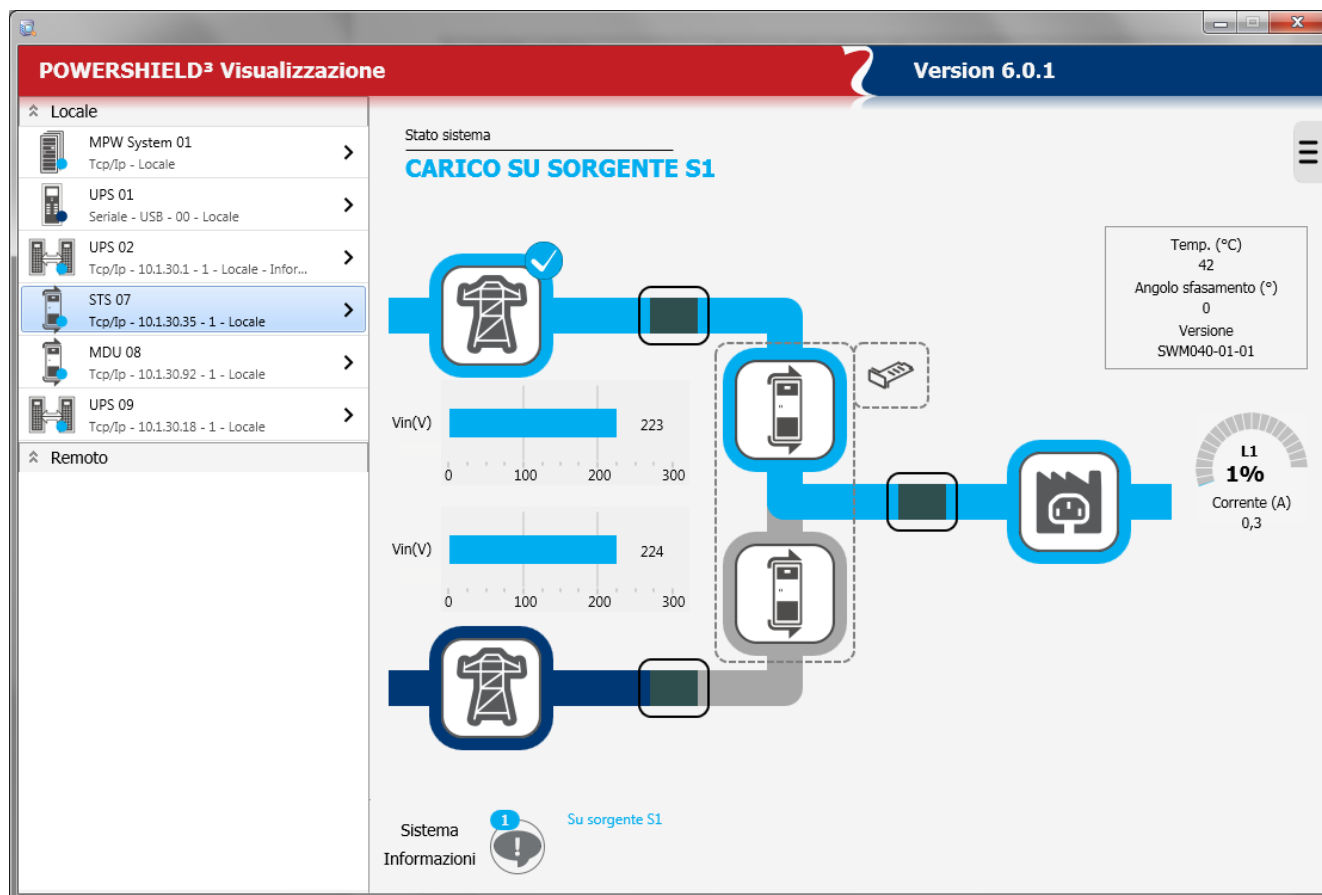 POWERSHIELD³ Visualizzazione
Version 6.0.1
Locale
MPW System 01
Tcp/Ip - Locale
UPS 01
Seriale - USB - 00 - Locale
UPS 02
Tcp/Ip - 10.1.30.1 - 1 - Locale - Infor...
STS 07
Tcp/Ip - 10.1.30.35 - 1 - Locale
MDU 08
Tcp/Ip - 10.1.30.92 - 1 - Locale
UPS 09
Tcp/Ip - 10.1.30.18 - 1 - Locale
Remoto
Stato sistema
CARICO SU SORGENTE S1
Temp. (°C)
42
Angolo sfasamento (°)
0
Versione
SWM040-01-01
Vin(V)
223
0 100 200 300
Vin(V)
224
0 100 200 300
L1
1%
Corrente (A)
0,3
Sistema
Informazioni
1
Su sorgente S1